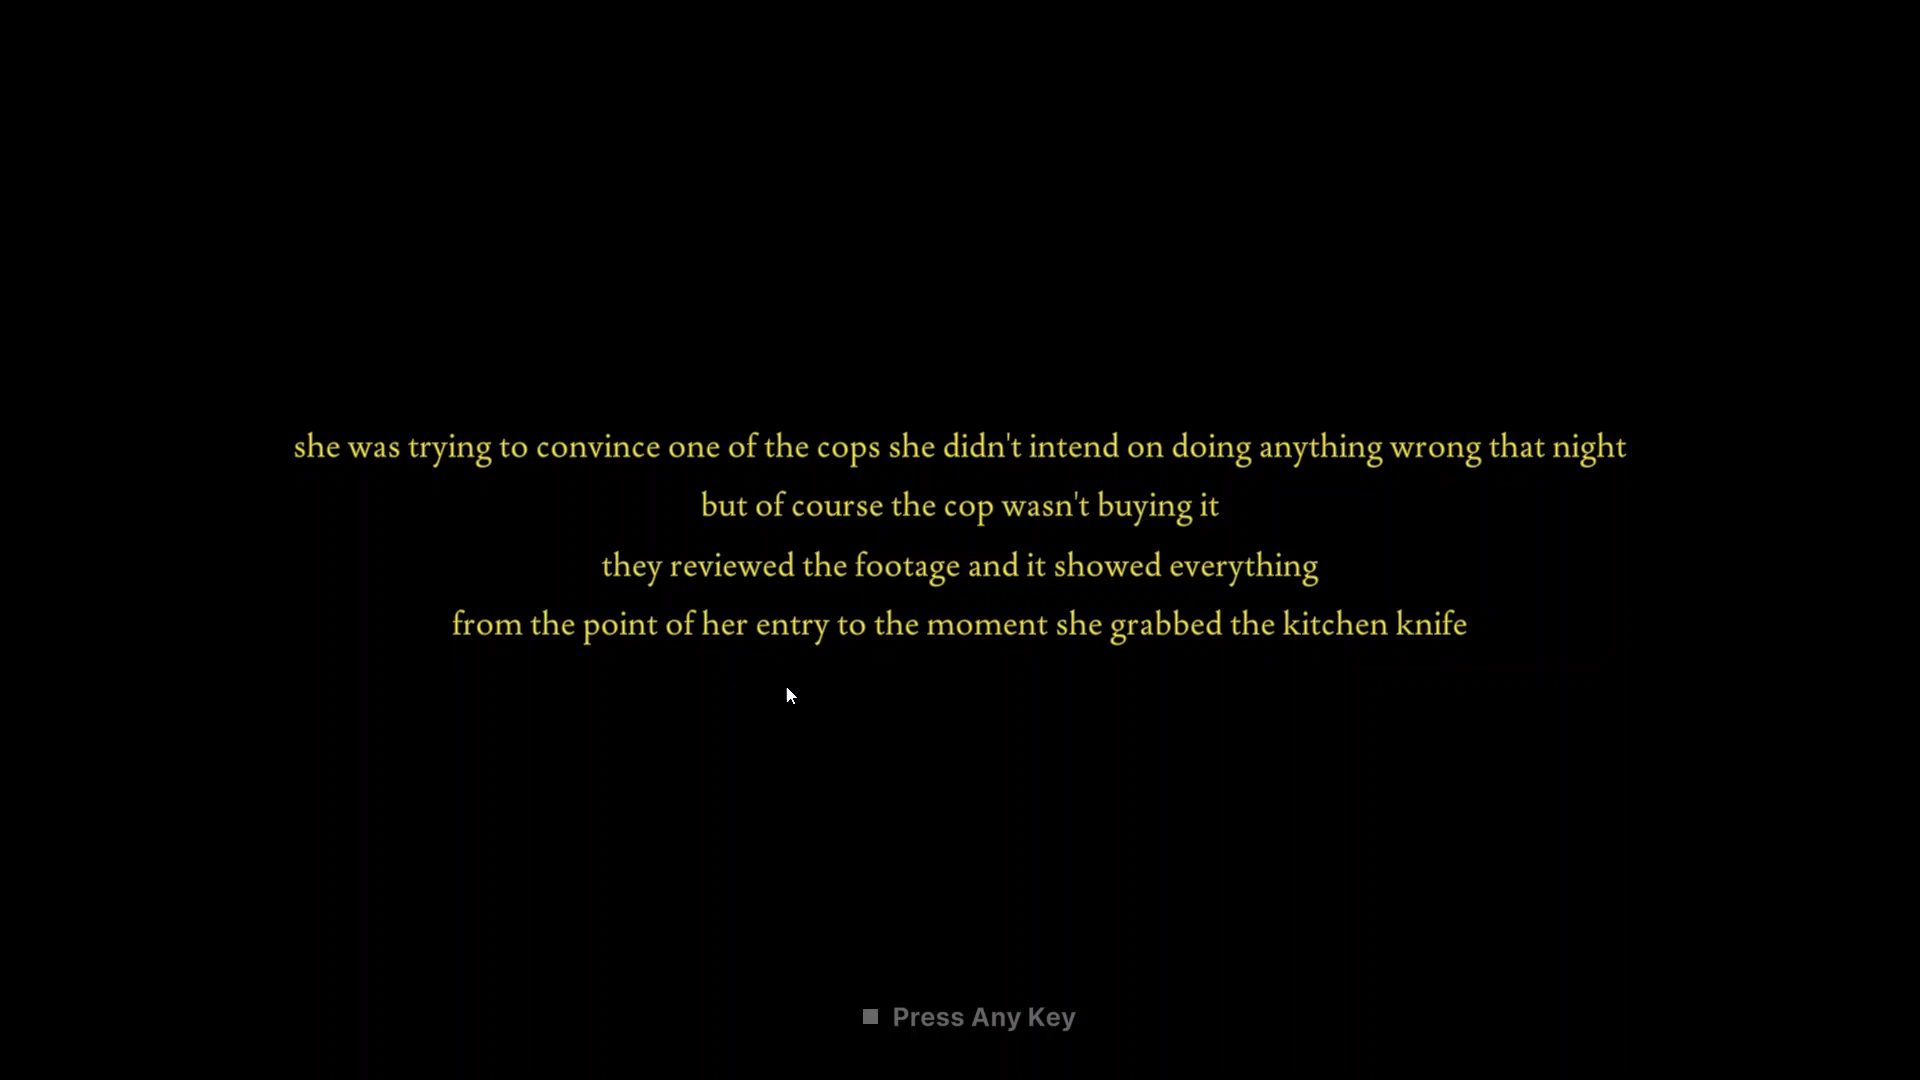 she was trying to convince one of the cops she didn't intend on doing anything wrong that night
but of course the cop wasn't buying it
they reviewed the footage and it showed everything
from the point of her entry to the moment she grabbed the kitchen knife
Press Any Key